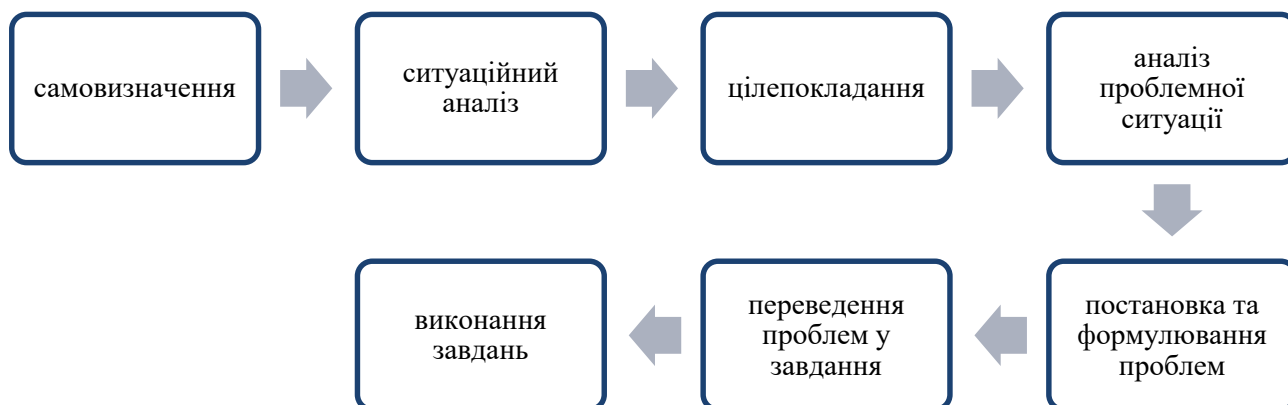 самовизначення
ситуаційний
аналіз
цілепокладання
аналіз
проблемної
ситуації
постановка та
формулювання
проблем
переведення
проблем у
завдання
виконання
завдань